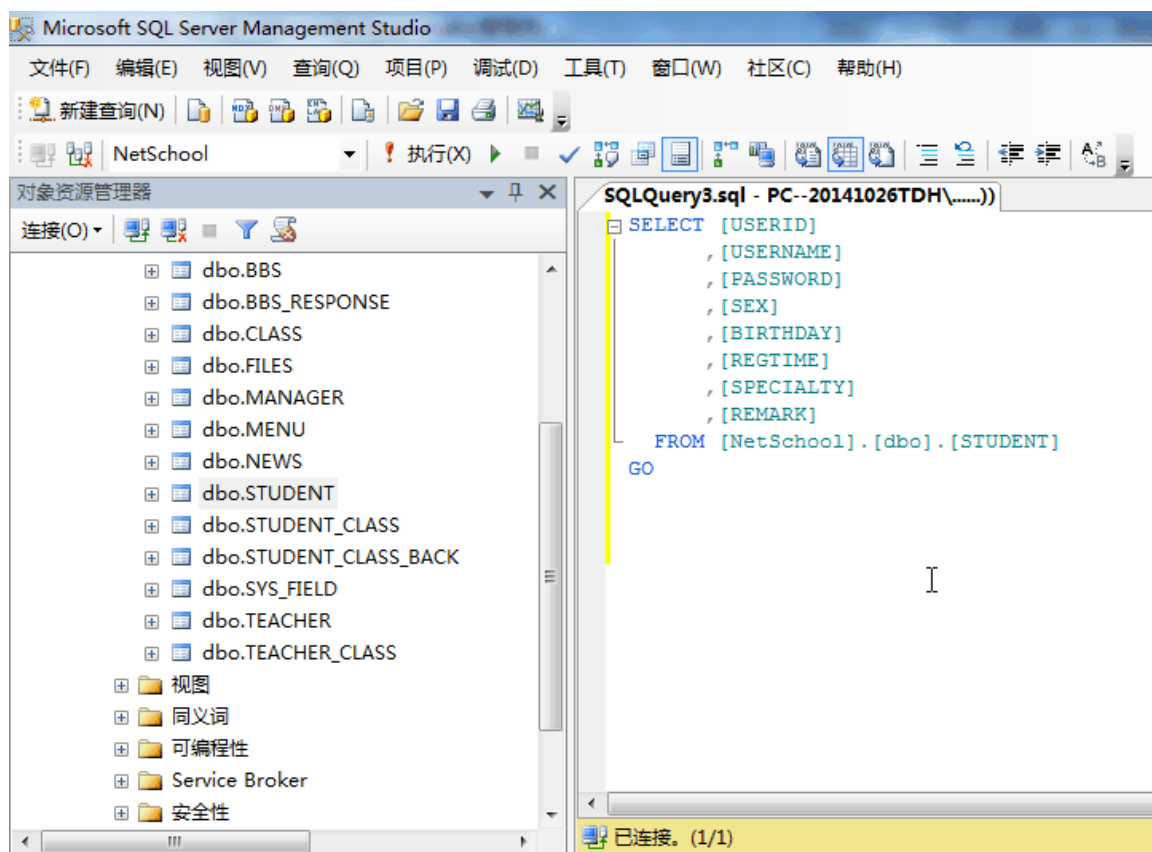 Microsoft SQL Server Management Studio
文件(F) 编辑(E) 视图(V) 查询(Q) 项目(P) 调试(D) 工具(T) 窗口(W) 社区(C) 帮助(H)
新建查询(N)
NetSchool 执行(X)
对象资源管理器
连接(O)
dbo.BBS
dbo.BBS_RESPONSE
dbo.CLASS
dbo.FILES
dbo.MANAGER
dbo.MENU
dbo.NEWS
dbo.STUDENT
dbo.STUDENT_CLASS
dbo.STUDENT_CLASS_BACK
dbo.SYS_FIELD
dbo.TEACHER
dbo.TEACHER_CLASS
视图
同义词
可编程性
Service Broker
安全性
SQLQuery3.sql - PC--20141026TDH\......))
SELECT [USERID]
,[USERNAME]
,[PASSWORD]
,[SEX]
,[BIRTHDAY]
,[REGTIME]
,[SPECIALTY]
,[REMARK]
FROM [NetSchool].[dbo].[STUDENT]
GO
已连接。(1/1)